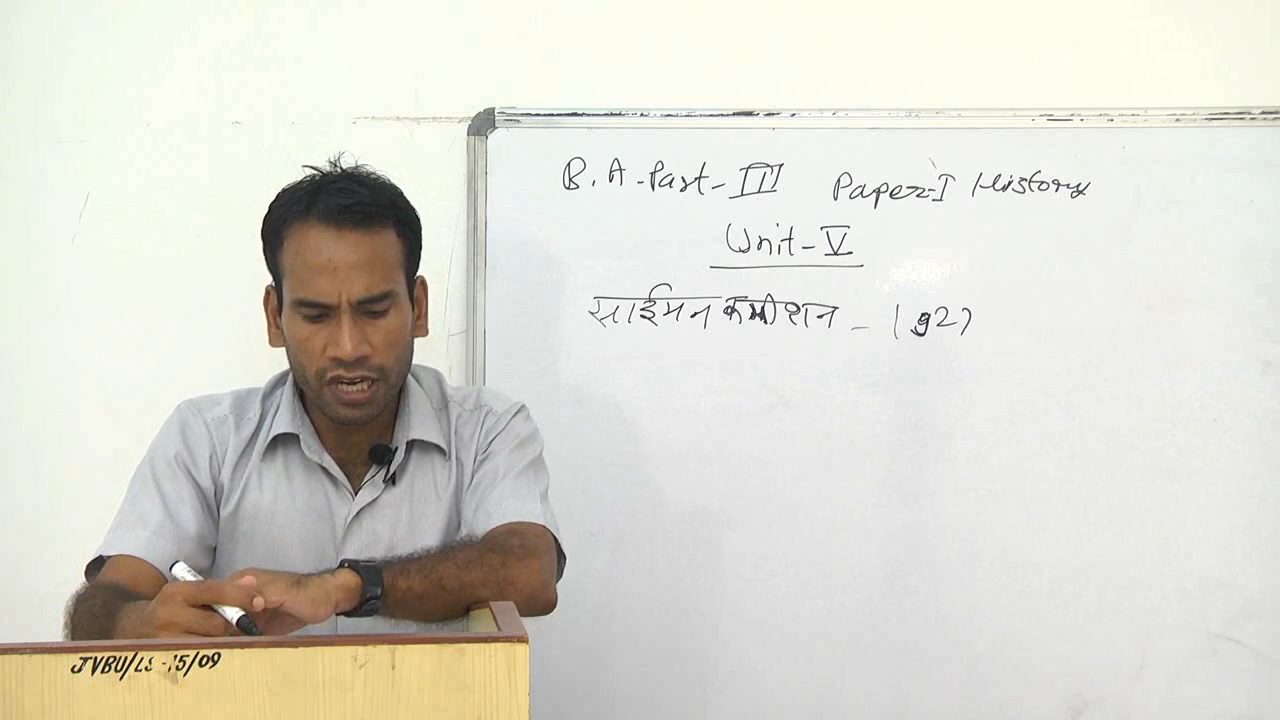 B.A. Part-III Paper-I History
Unit-V
साईमन कमीशन - 1927
JVBU/LS-15/09